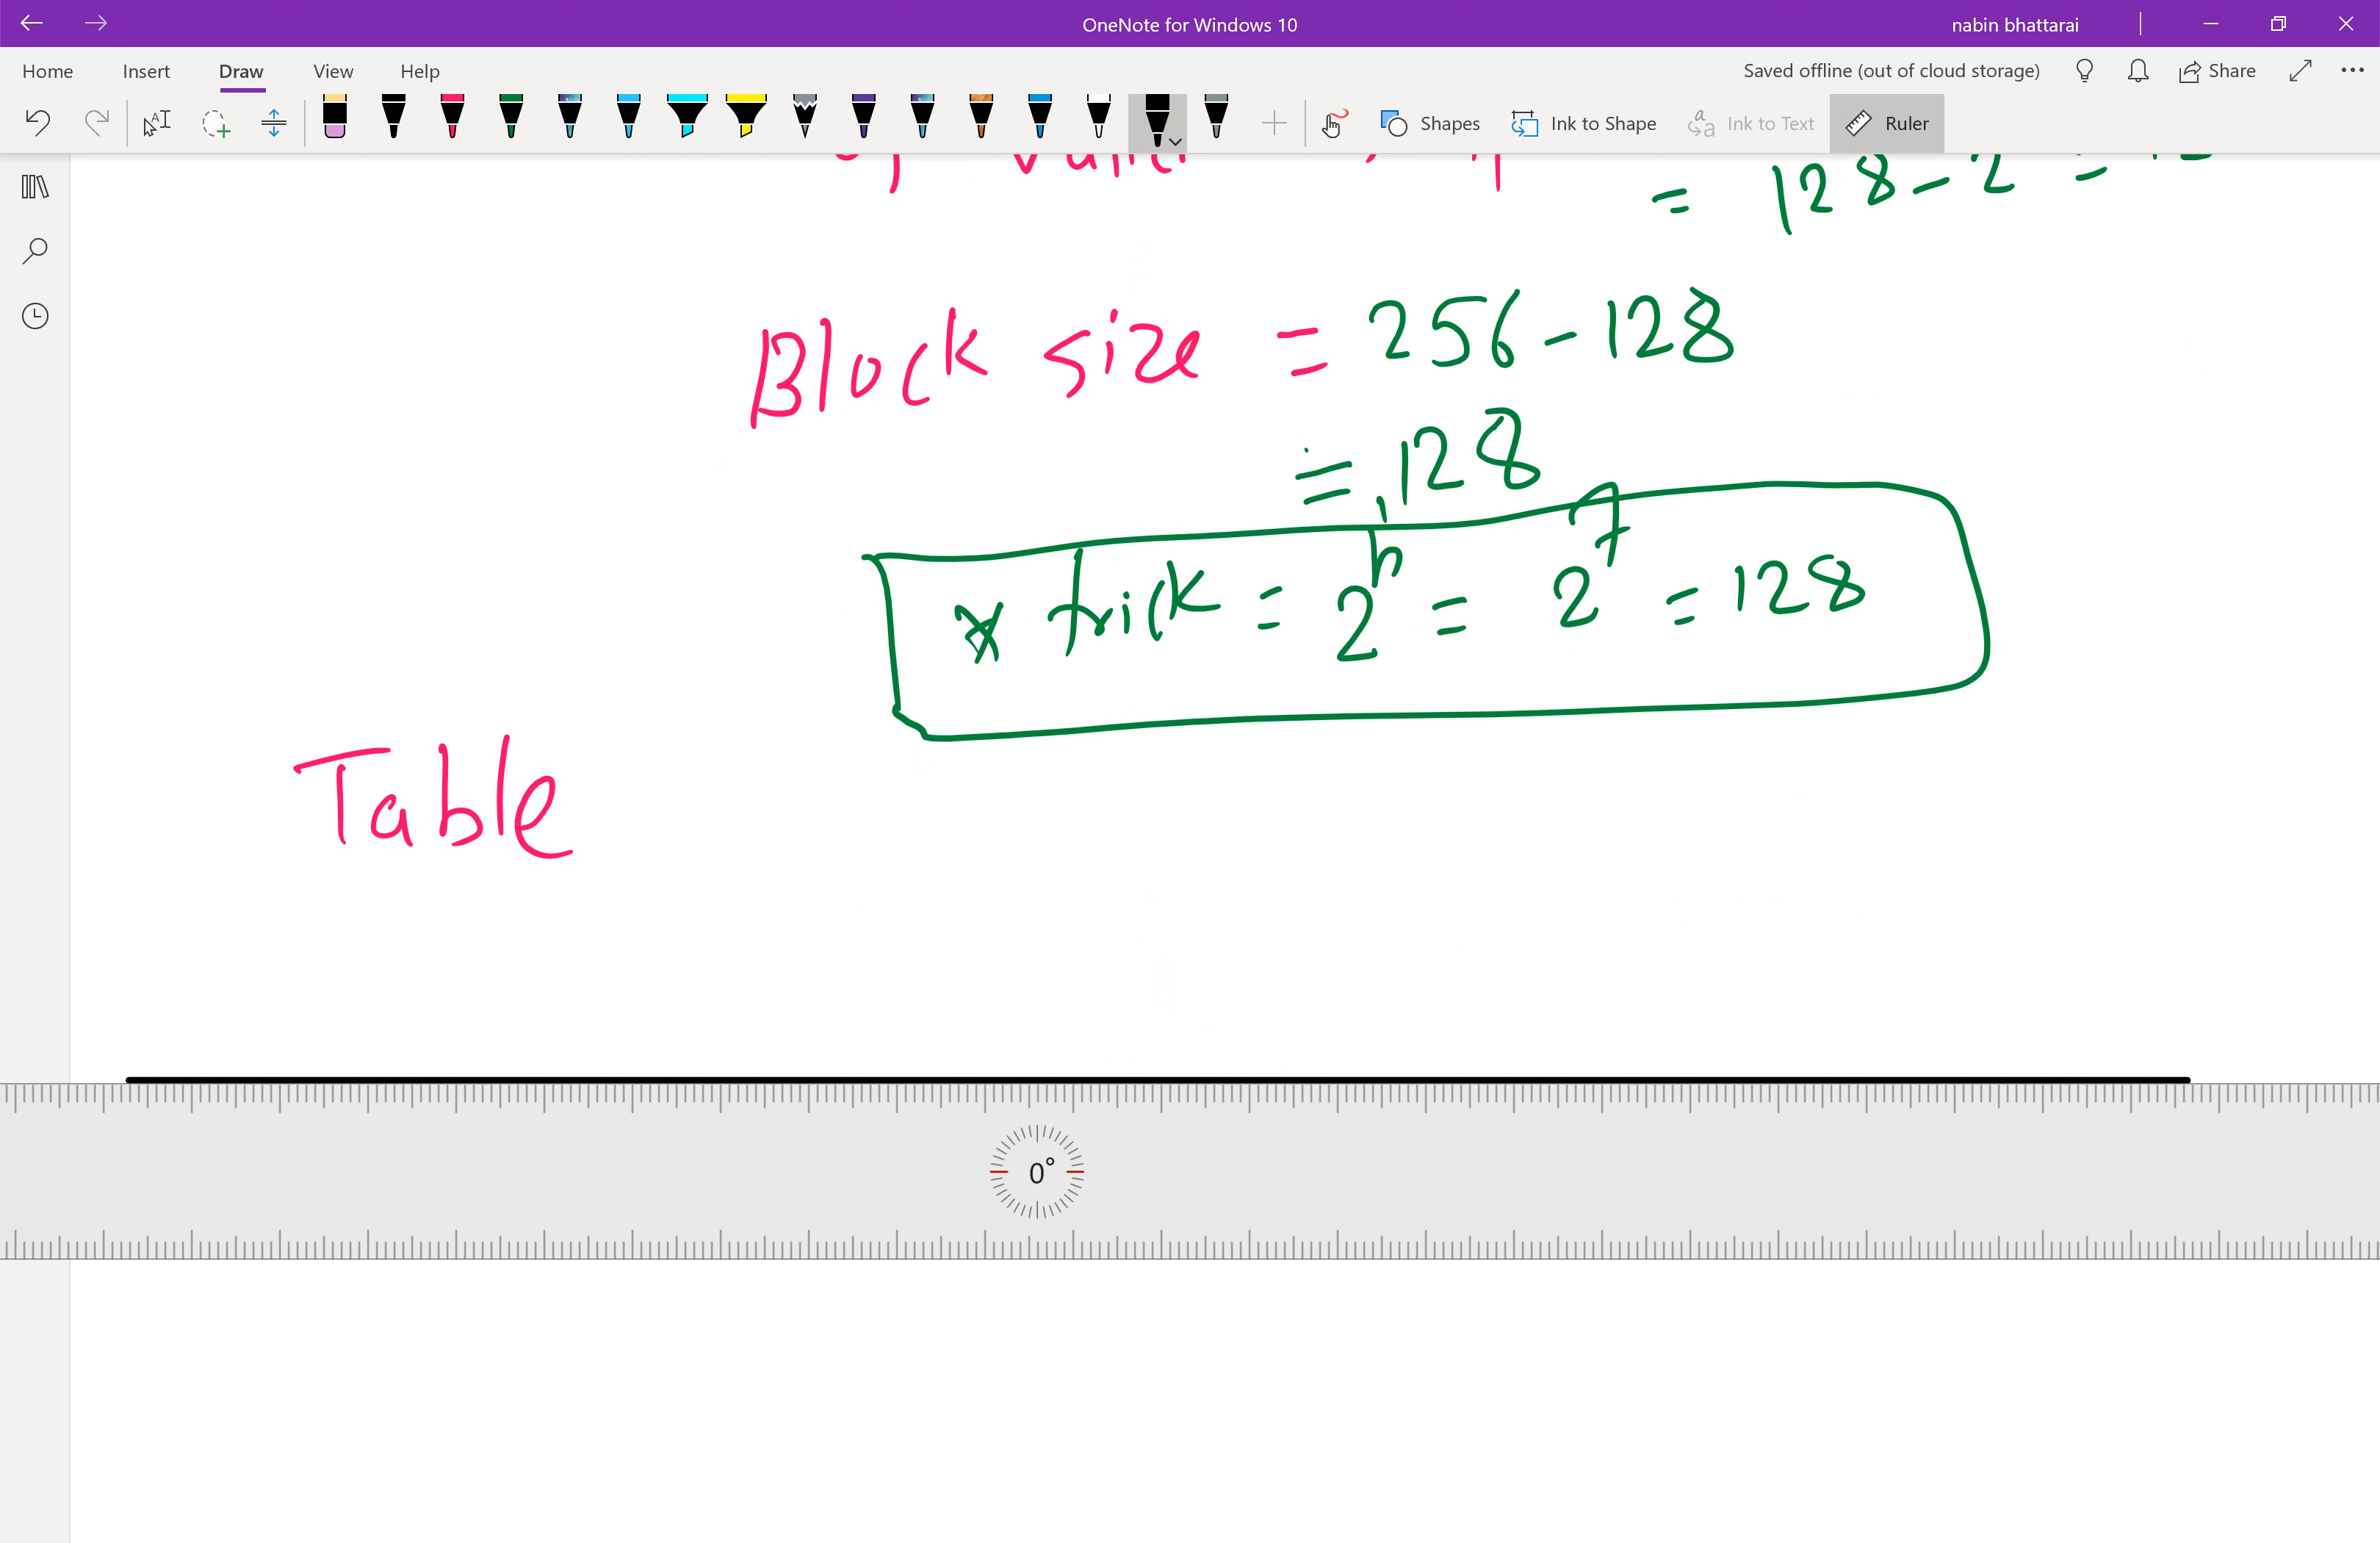 OneNote for Windows 10
nabin bhattarai
Home Insert Draw View Help
Saved offline (out of cloud storage)
Share
Shapes Ink to Shape Ink to Text Ruler
= 128 - 2 =
Block size = 256 - 128
= 128
* trick = 2^h = 2^7 = 128
Table
0°